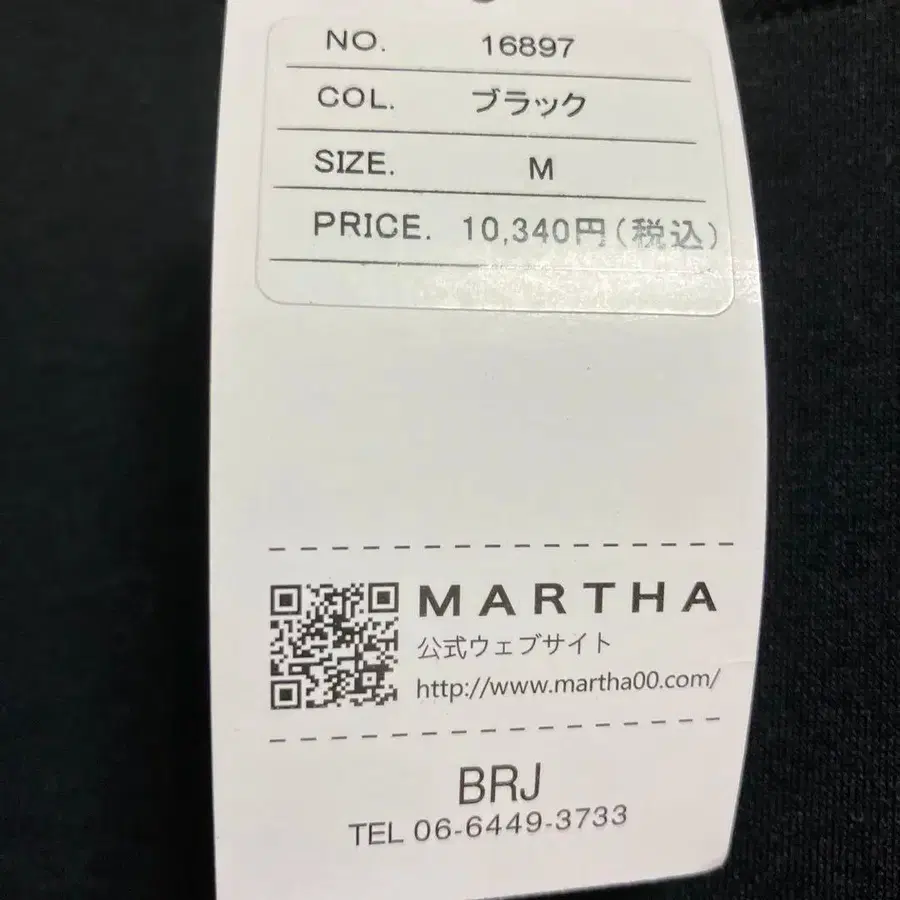 NO. 16897
COL. ブラック
SIZE. M
PRICE. 10,340円(税込)
MARTHA
公式ウェブサイト
http://www.martha00.com/
BRJ
TEL 06-6449-3733